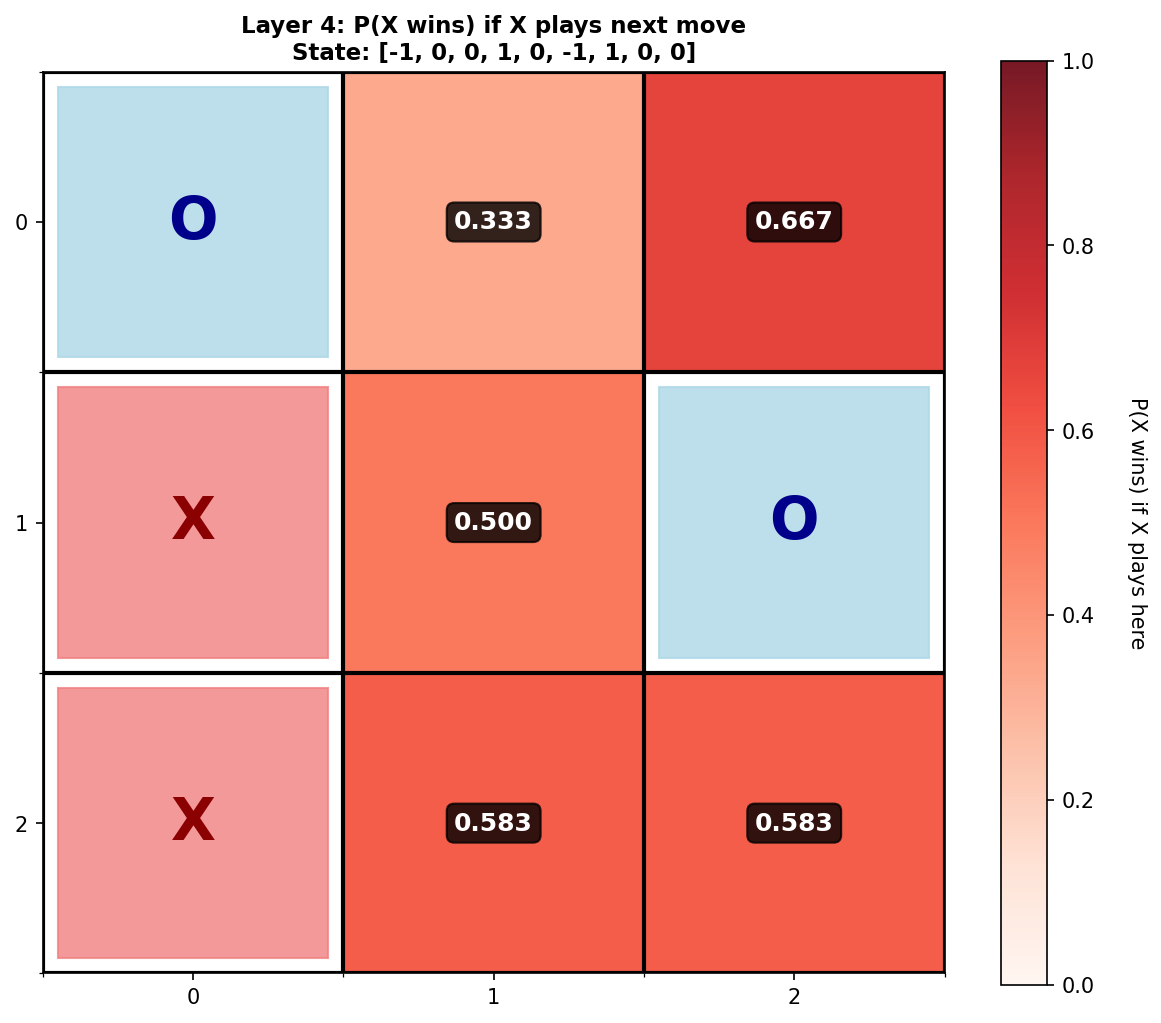 Layer 4: P(X wins) if X plays next move
State: [-1, 0, 0, 1, 0, -1, 1, 0, 0]
1.0
0.8
0.6
0.4
0.2
0.0
P(X wins) if X plays here
0
O
0.333
0.667
1
X
0.500
O
2
X
0.583
0.583
0
1
2